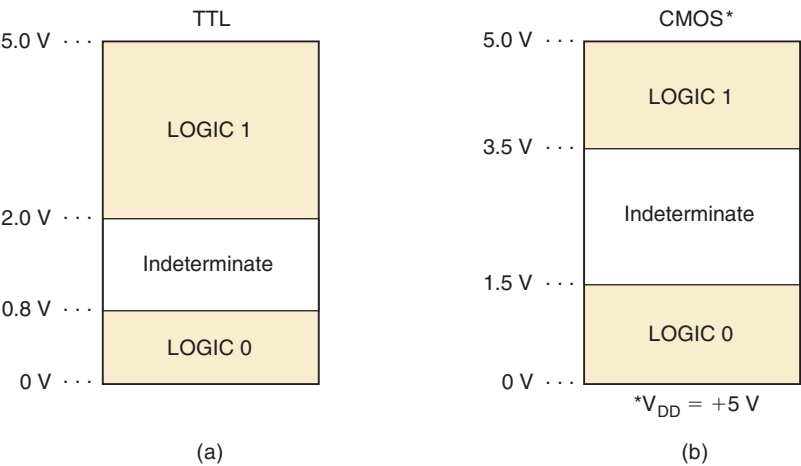 TTL
5.0 V ...
LOGIC 1
2.0 V ...
Indeterminate
0.8 V ...
LOGIC 0
0 V ...
(a)
CMOS*
5.0 V ...
LOGIC 1
3.5 V ...
Indeterminate
1.5 V ...
LOGIC 0
0 V ...
*VDD = +5 V
(b)